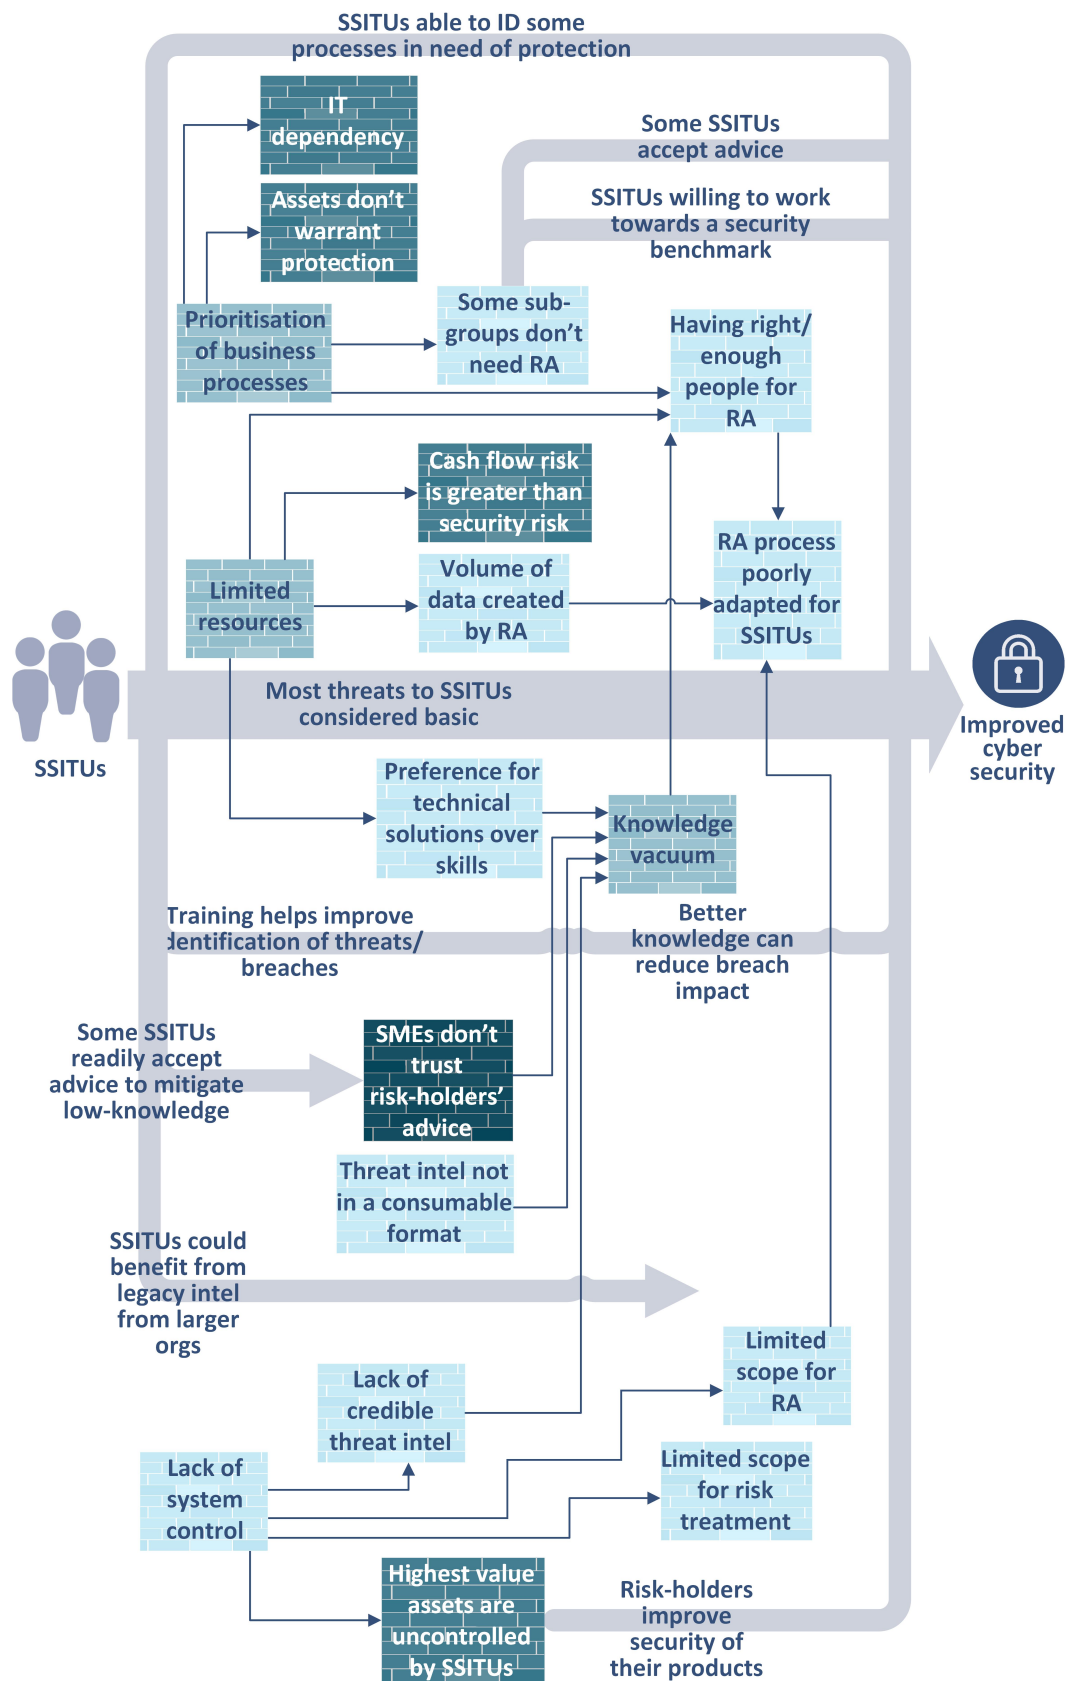 SSITUs able to ID some
processes in need of protection
IT
dependency
Some SSITUs
accept advice
Assets don't
warrant
protection
SSITUs willing to work
towards a security
benchmark
Prioritisation
of business
processes
Some sub-
groups don't
need RA
Having right/
enough
people for
RA
Cash flow risk
is greater than
security risk
RA process
poorly
adapted for
SSITUs
Limited
resources
Volume of
data created
by RA
SSITUs
Most threats to SSITUs
considered basic
Improved
cyber
security
Preference for
technical
solutions over
skills
Knowledge
vacuum
Training helps improve
identification of threats/
breaches
Better
knowledge can
reduce breach
impact
Some SSITUs
readily accept
advice to mitigate
low-knowledge
SMEs don't
trust
risk-holders'
advice
Threat intel not
in a consumable
format
SSITUs could
benefit from
legacy intel
from larger
orgs
Limited
scope for
RA
Lack of
credible
threat intel
Lack of
system
control
Limited scope
for risk
treatment
Highest value
assets are
uncontrolled
by SSITUs
Risk-holders
improve
security of
their products